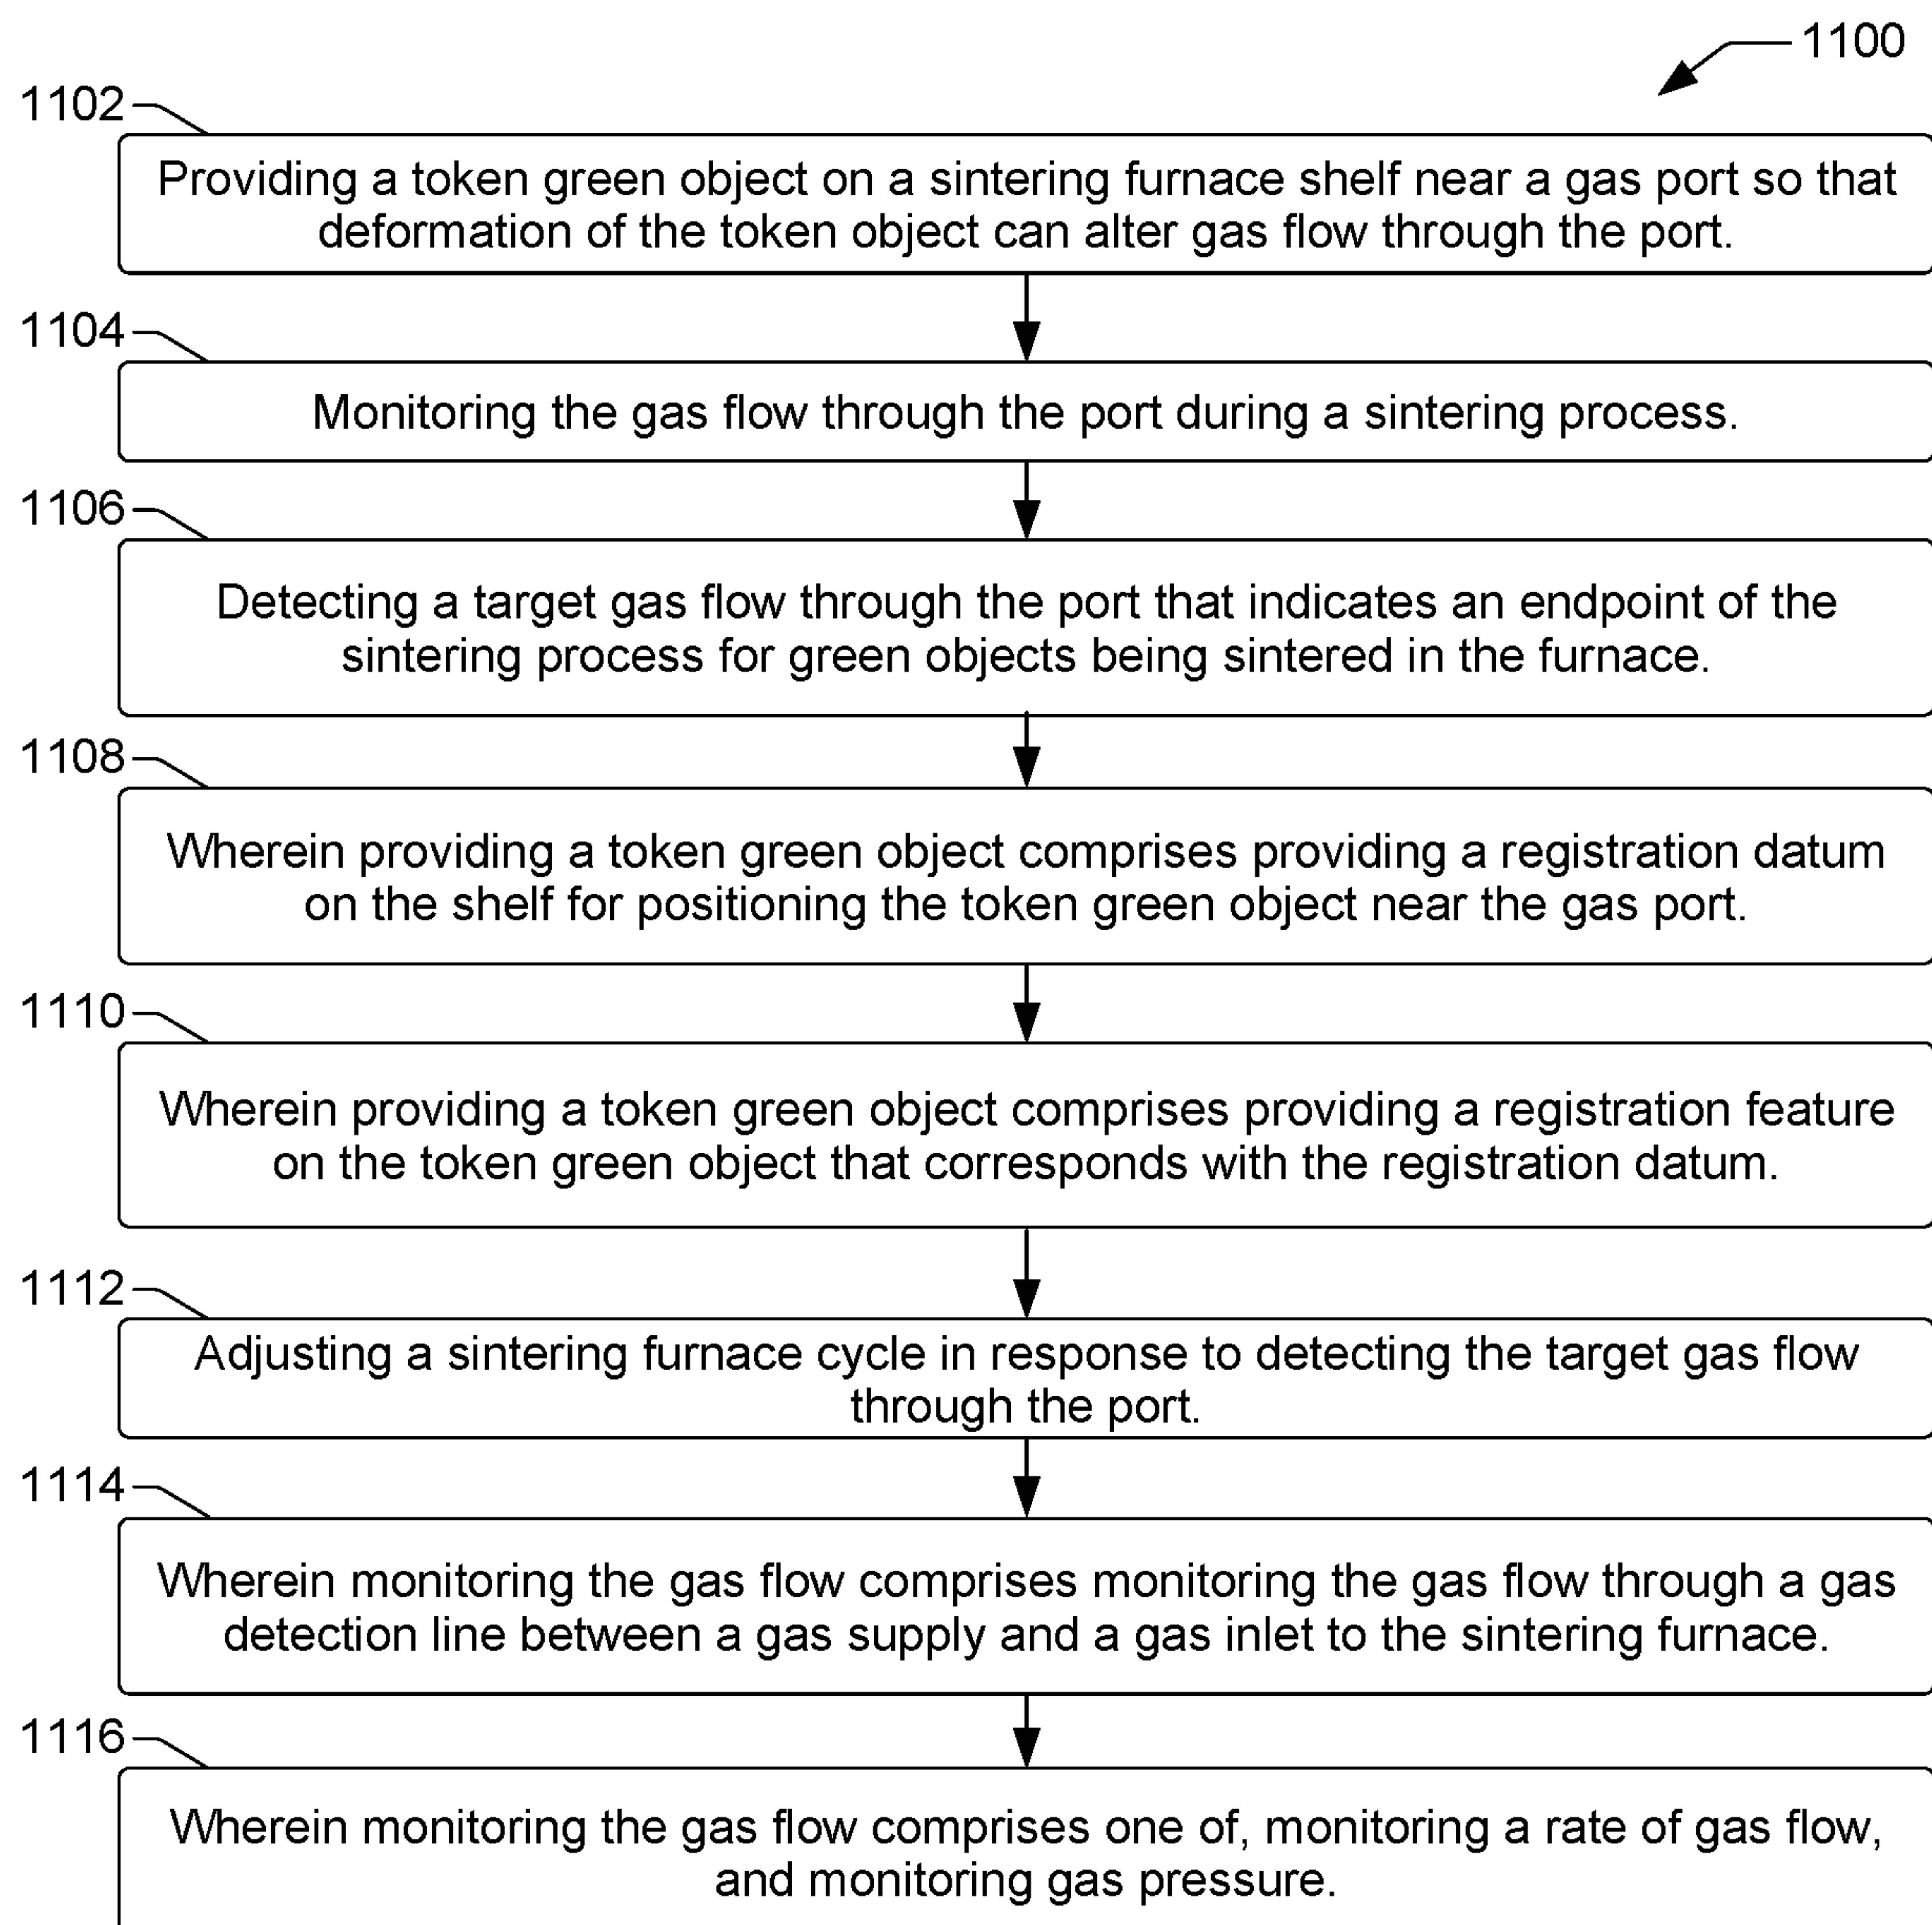 1100
1102
Providing a token green object on a sintering furnace shelf near a gas port so that
deformation of the token object can alter gas flow through the port.
1104
Monitoring the gas flow through the port during a sintering process.
1106
Detecting a target gas flow through the port that indicates an endpoint of the
sintering process for green objects being sintered in the furnace.
1108
Wherein providing a token green object comprises providing a registration datum
on the shelf for positioning the token green object near the gas port.
1110
Wherein providing a token green object comprises providing a registration feature
on the token green object that corresponds with the registration datum.
1112
Adjusting a sintering furnace cycle in response to detecting the target gas flow
through the port.
1114
Wherein monitoring the gas flow comprises monitoring the gas flow through a gas
detection line between a gas supply and a gas inlet to the sintering furnace.
1116
Wherein monitoring the gas flow comprises one of, monitoring a rate of gas flow,
and monitoring gas pressure.